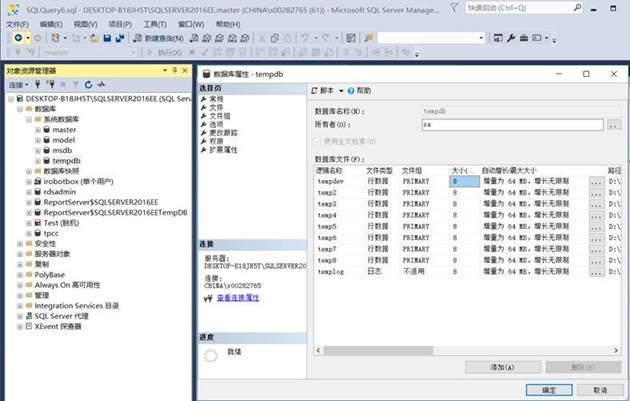 SQLQuery6.sql - DESKTOP-B18JH5T\SQLSERVER2016EE.master (CHINA\s00282765 (61)) - Microsoft SQL Server Manage...
快速启动 (Ctrl+Q)
文件(F) 编辑(E) 视图(V) 项目(P) 工具(T) 窗口(W) 帮助(H)
新建查询(N)
master
执行(X)
对象资源管理器
连接
DESKTOP-B18JH5T\SQLSERVER2016EE (SQL Serv
数据库
系统数据库
master
model
msdb
tempdb
数据库快照
irobotbox (单个用户)
rdsadmin
ReportServer$SQLSERVER2016EE
ReportServer$SQLSERVER2016EETempDB
Test (脱机)
tpcc
安全性
服务器对象
复制
PolyBase
Always On 高可用性
管理
Integration Services 目录
SQL Server 代理
XEvent 探查器
数据库属性 - tempdb
选择页
常规
文件
文件组
选项
更改跟踪
权限
扩展属性
连接
服务器:
DESKTOP-B18JH5T\SQLSERVER2016
连接:
CHINA\s00282765
查看连接属性
进度
就绪
脚本 帮助
数据库名称(N): tempdb
所有者(O): sa ...
使用全文检索(U)
数据库文件(F):
逻辑名称 文件类型 文件组 大小(... 自动增长/最大大小 路径
tempdev 行数据 PRIMARY 8 增量为 64 MB，增长无限制 ... D:\
temp2 行数据 PRIMARY 8 增量为 64 MB，增长无限制 ... D:\
temp3 行数据 PRIMARY 8 增量为 64 MB，增长无限制 ... D:\
temp4 行数据 PRIMARY 8 增量为 64 MB，增长无限制 ... D:\
temp5 行数据 PRIMARY 8 增量为 64 MB，增长无限制 ... D:\
temp6 行数据 PRIMARY 8 增量为 64 MB，增长无限制 ... D:\
temp7 行数据 PRIMARY 8 增量为 64 MB，增长无限制 ... D:\
temp8 行数据 PRIMARY 8 增量为 64 MB，增长无限制 ... D:\
templog 日志 不适用 8 增量为 64 MB，增长无限制 ... D:\
添加(A) 删除(R)
确定 取消